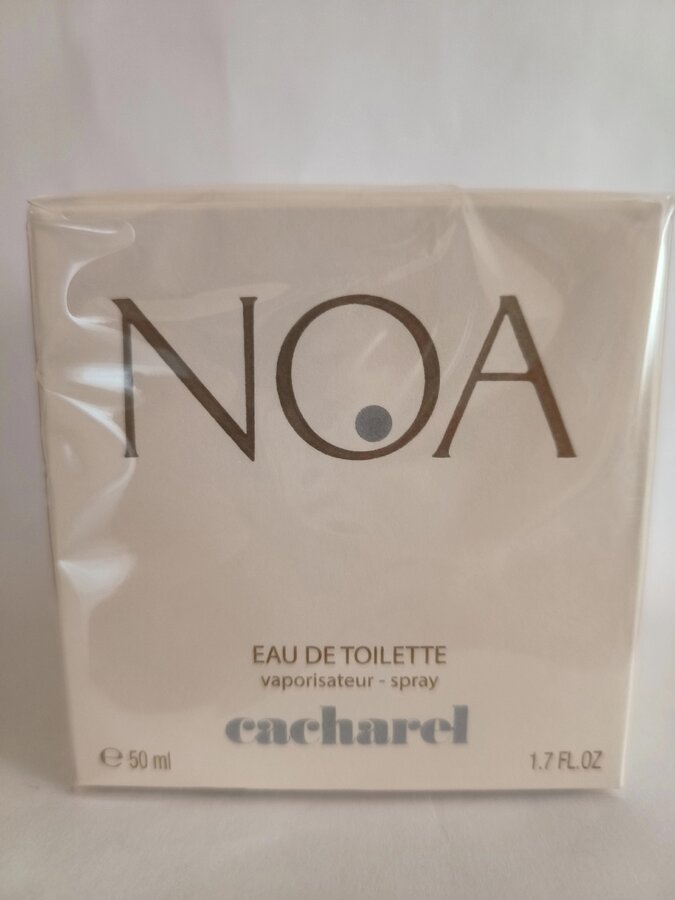 NOA
EAU DE TOILETTE
vaporisateur - spray
cacharel
℮ 50 ml
1.7 FL.OZ